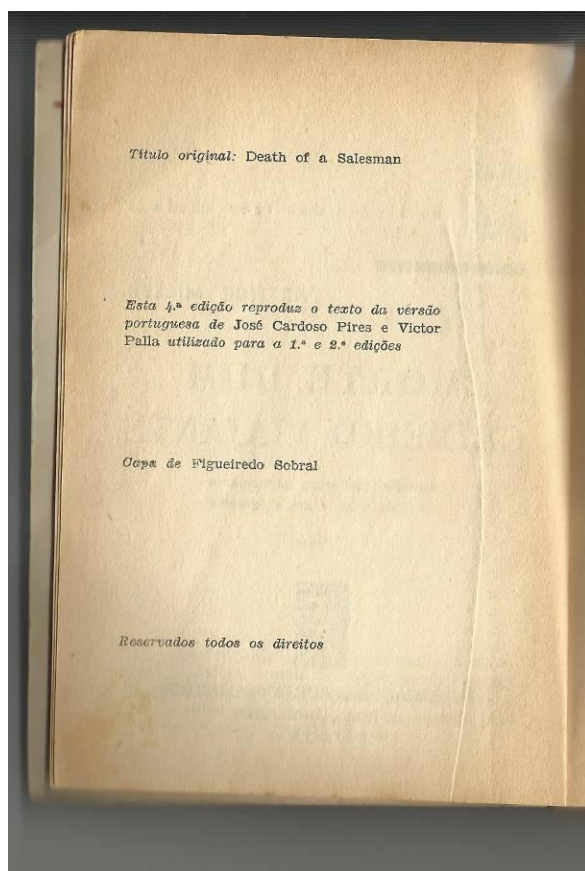 Título original: Death of a Salesman
Esta 4.ª edição reproduz o texto da versão
portuguesa de José Cardoso Pires e Victor
Palla utilizado para a 1.ª e 2.ª edições
Capa de Figueiredo Sobral
Reservados todos os direitos